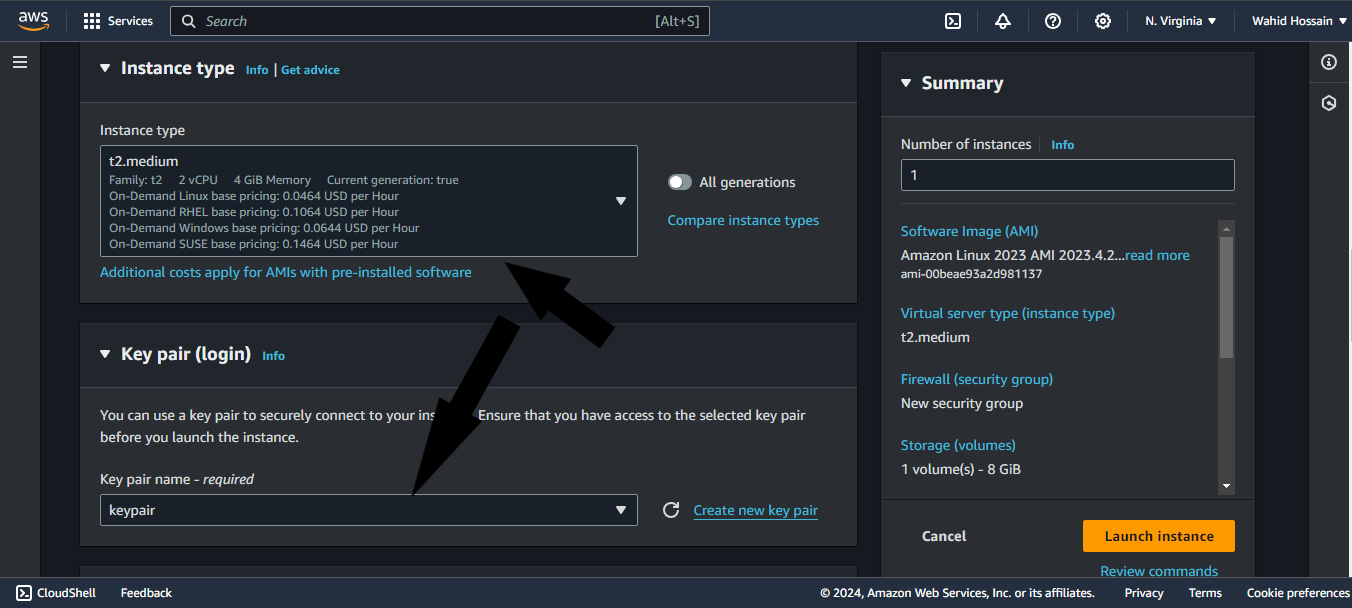 aws
Services
Search
[Alt+S]
N. Virginia
Wahid Hossain
Instance type Info | Get advice
Instance type
t2.medium
Family: t2 2 vCPU 4 GiB Memory Current generation: true
On-Demand Linux base pricing: 0.0464 USD per Hour
On-Demand RHEL base pricing: 0.1064 USD per Hour
On-Demand Windows base pricing: 0.0644 USD per Hour
On-Demand SUSE base pricing: 0.1464 USD per Hour
All generations
Compare instance types
Additional costs apply for AMIs with pre-installed software
Key pair (login) Info
You can use a key pair to securely connect to your ins Ensure that you have access to the selected key pair
before you launch the instance.
Key pair name - required
keypair
Create new key pair
Summary
Number of instances Info
1
Software Image (AMI)
Amazon Linux 2023 AMI 2023.4.2...read more
ami-00beae93a2d981137
Virtual server type (instance type)
t2.medium
Firewall (security group)
New security group
Storage (volumes)
1 volume(s) - 8 GiB
Cancel
Launch instance
Review commands
CloudShell
Feedback
© 2024, Amazon Web Services, Inc. or its affiliates.
Privacy
Terms
Cookie preferences